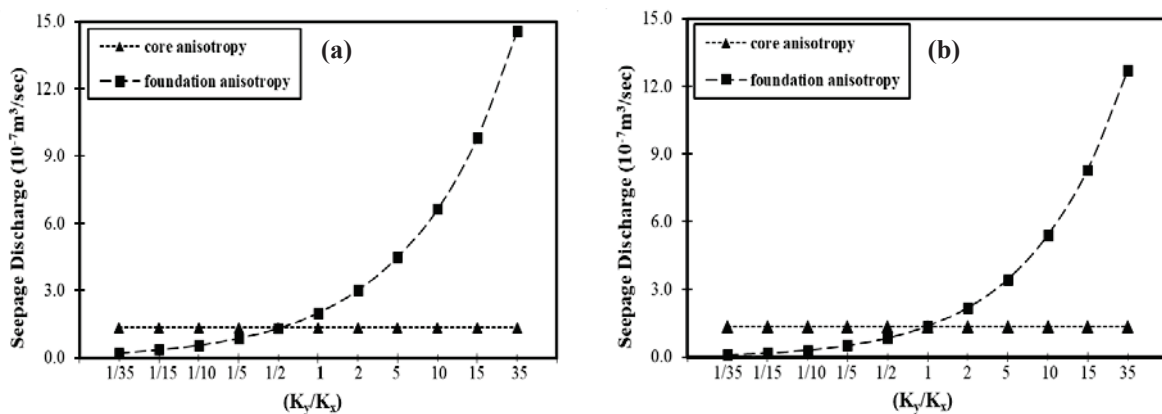 15.0
12.0
9.0
6.0
3.0
0.0
Seepage Discharge (10⁻⁷m³/sec)
core anisotropy
foundation anisotropy
(a)
1/35 1/15 1/10 1/5 1/2 1 2 5 10 15 35
(Ky/Kx)
15.0
12.0
9.0
6.0
3.0
0.0
Seepage Discharge (10⁻⁷m³/sec)
core anisotropy
foundation anisotropy
(b)
1/35 1/15 1/10 1/5 1/2 1 2 5 10 15 35
(Ky/Kx)